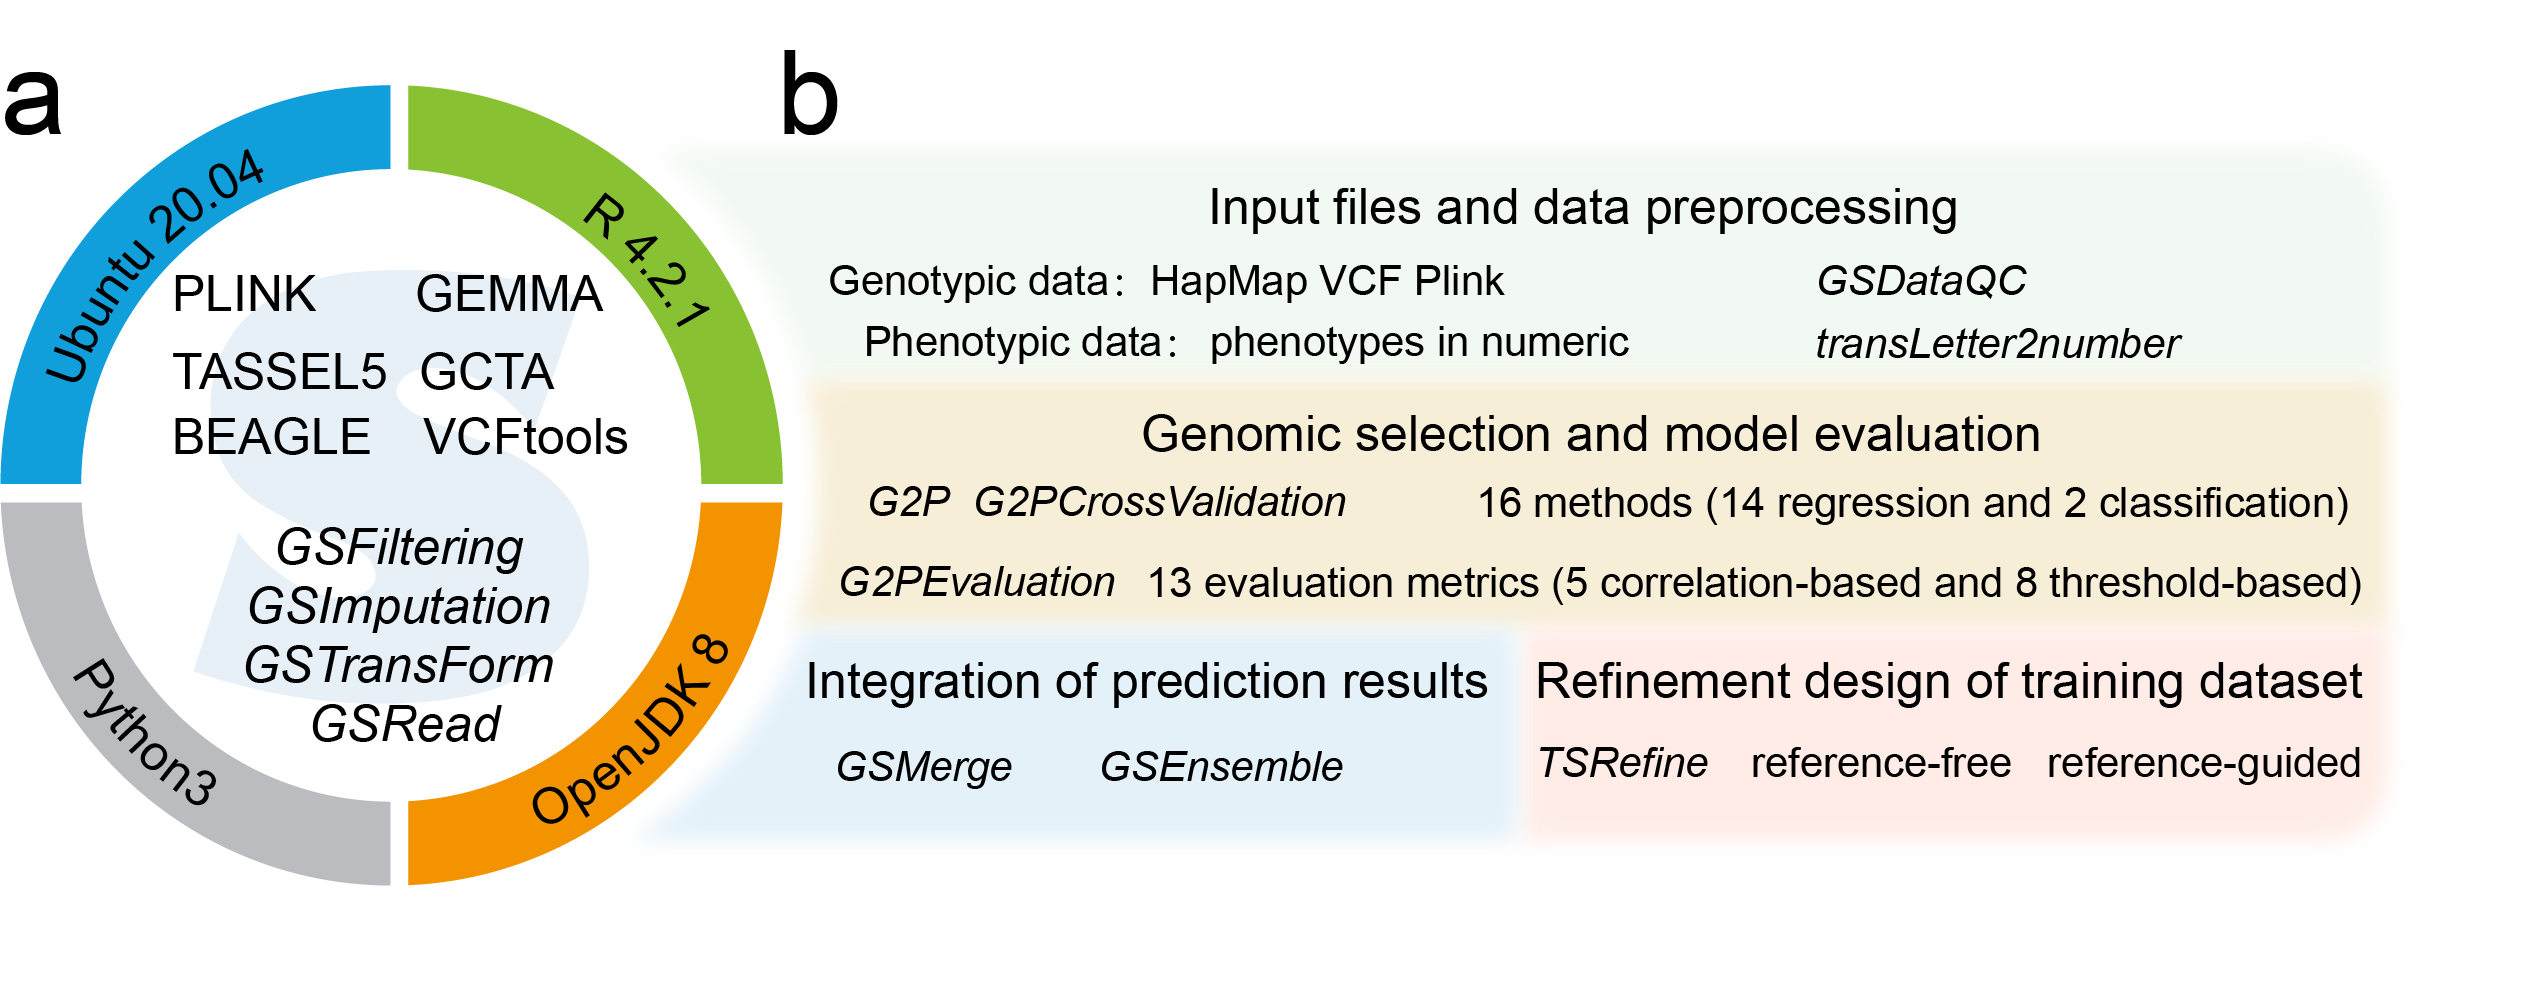 a
Ubuntu 20.04
R 4.2.1
PLINK GEMMA
TASSEL5 GCTA
BEAGLE VCFtools
GSFiltering
GSImputation
GSTransForm
GSRead
Python3
OpenJDK 8
b
Input files and data preprocessing
Genotypic data: HapMap VCF Plink GSDataQC
Phenotypic data: phenotypes in numeric transLetter2number
Genomic selection and model evaluation
G2P G2PCrossValidation 16 methods (14 regression and 2 classification)
G2PEvaluation 13 evaluation metrics (5 correlation-based and 8 threshold-based)
Integration of prediction results
GSMerge GSEnsemble
Refinement design of training dataset
TSRefine reference-free reference-guided